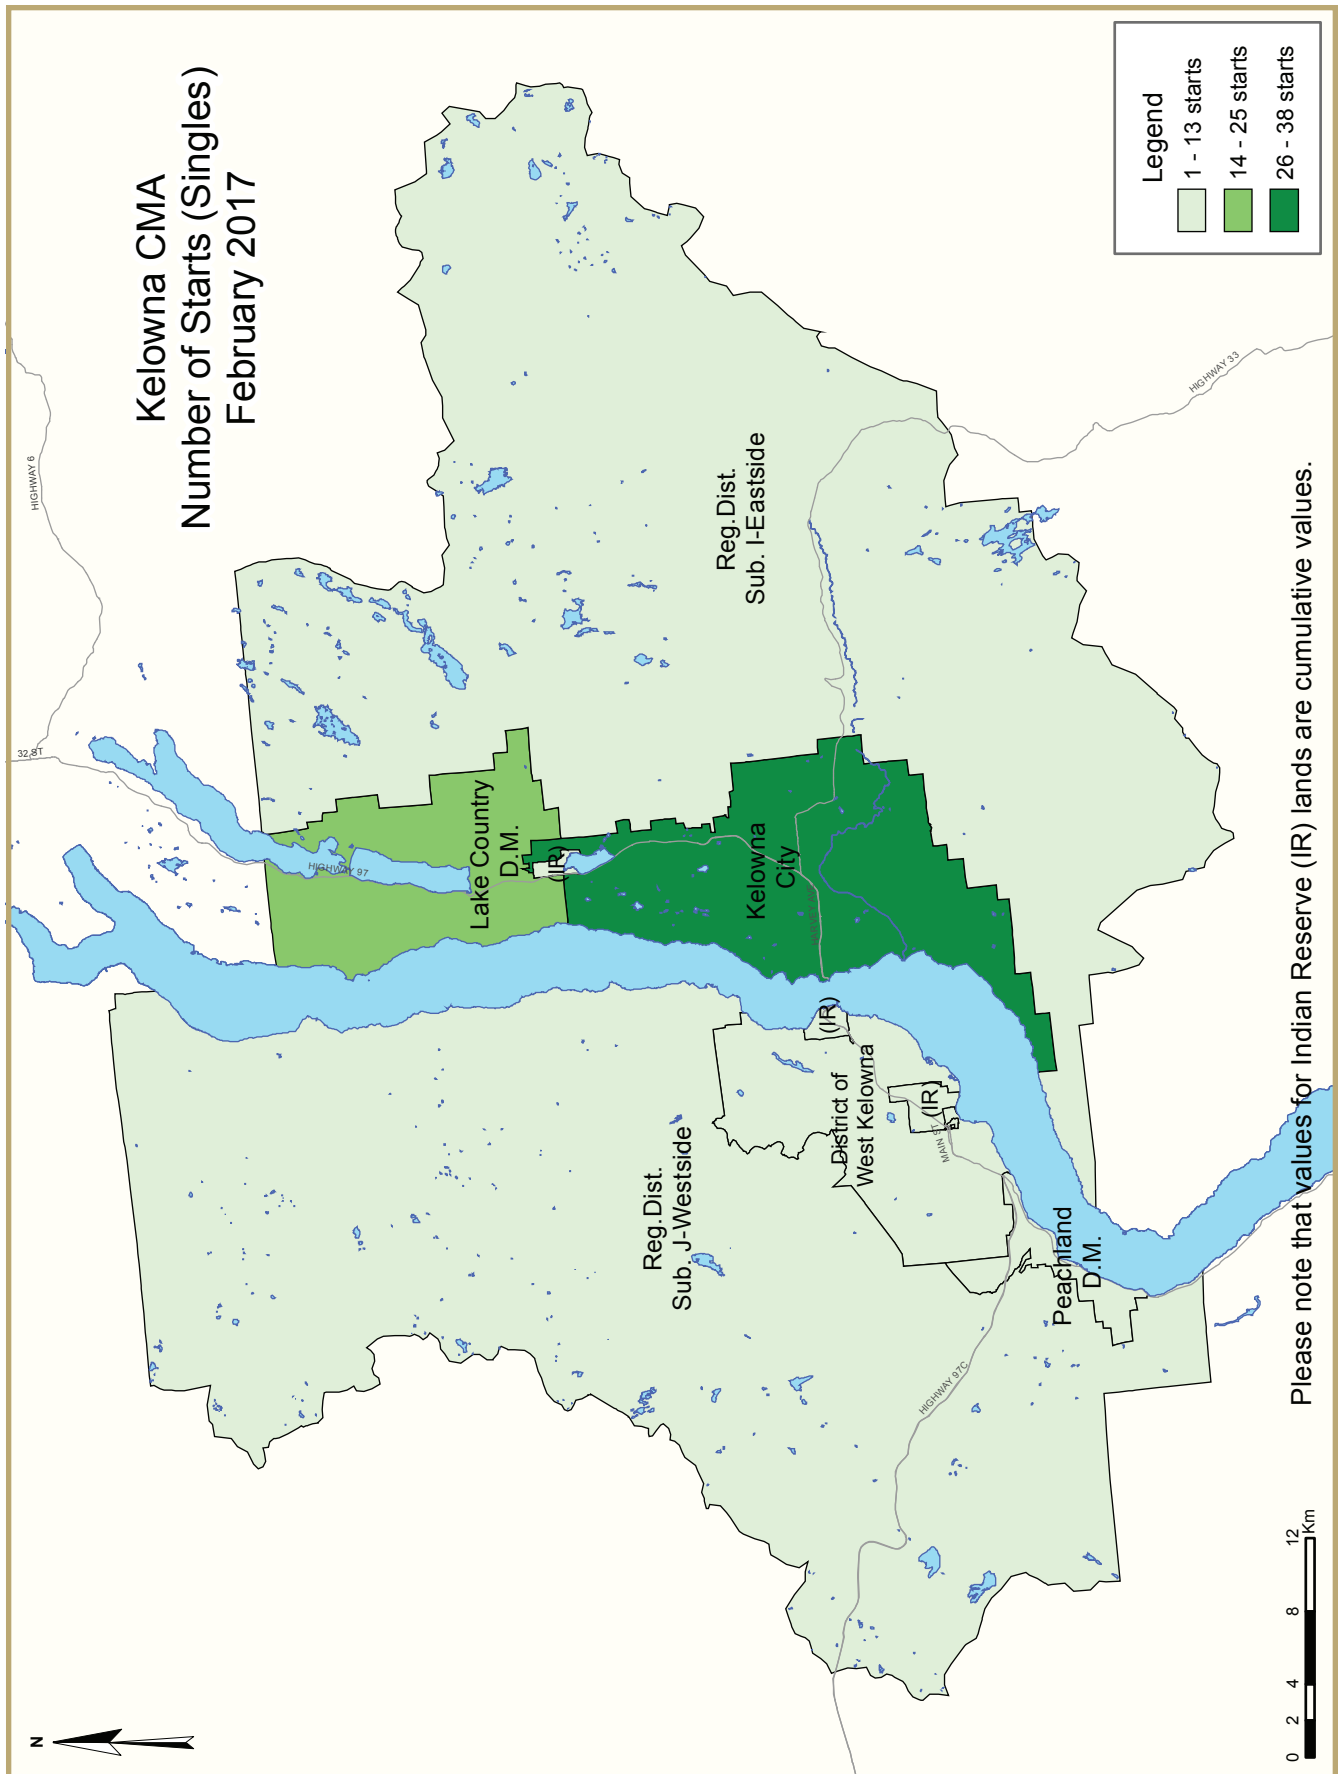 Kelowna CMA
Number of Starts (Singles)
February 2017
Legend
1 - 13 starts
14 - 25 starts
26 - 38 starts
HIGHWAY 6
32 ST
HIGHWAY 97
Lake Country
D.M.
(IR)
Kelowna
City
Reg.Dist.
Sub. I-Eastside
HIGHWAY 33
Reg.Dist.
Sub. J-Westside
(IR)
District of
West Kelowna
(IR)
MAIN ST
Peachland
D.M.
HIGHWAY 97C
N
0 2 4 8 12
Km
Please note that values for Indian Reserve (IR) lands are cumulative values.